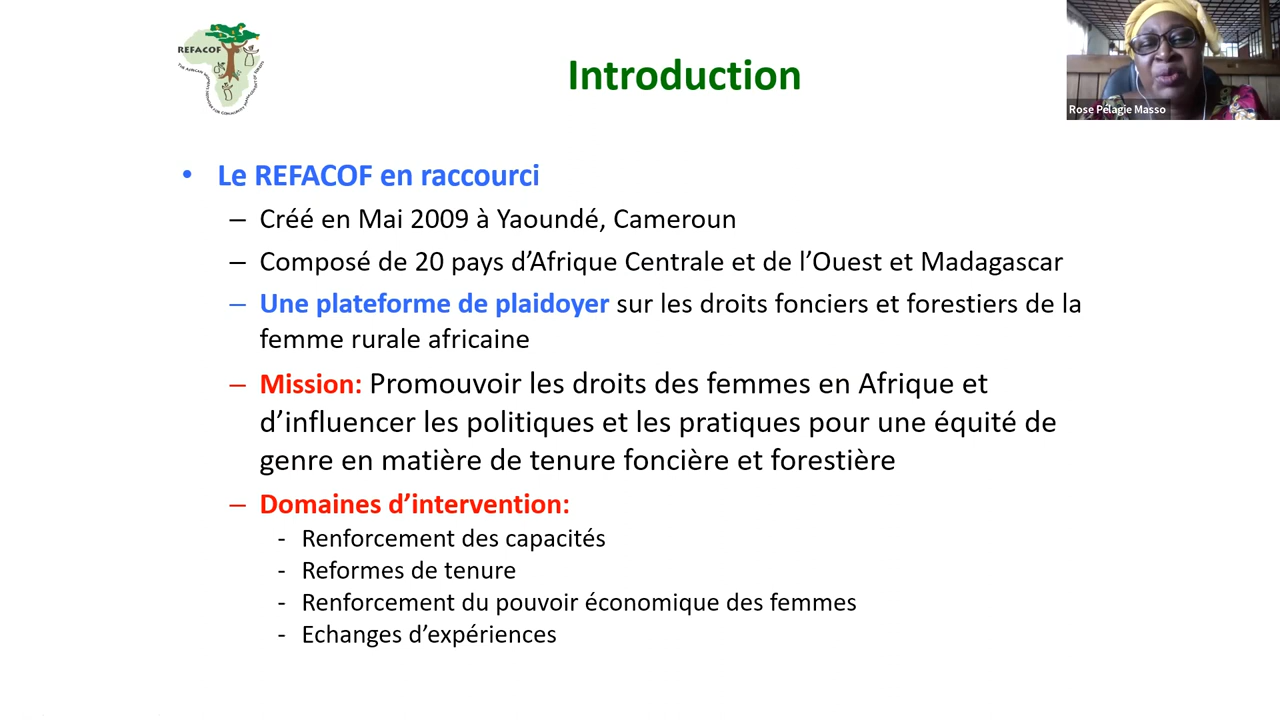 REFACOF
Introduction
Rose Pélagie Masso
• Le REFACOF en raccourci
– Créé en Mai 2009 à Yaoundé, Cameroun
– Composé de 20 pays d’Afrique Centrale et de l’Ouest et Madagascar
– Une plateforme de plaidoyer sur les droits fonciers et forestiers de la
femme rurale africaine
– Mission: Promouvoir les droits des femmes en Afrique et
d’influencer les politiques et les pratiques pour une équité de
genre en matière de tenure foncière et forestière
– Domaines d’intervention:
- Renforcement des capacités
- Reformes de tenure
- Renforcement du pouvoir économique des femmes
- Echanges d’expériences